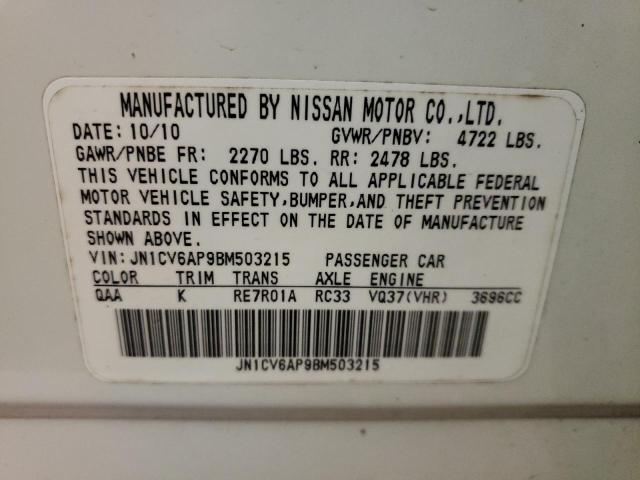 MANUFACTURED BY NISSAN MOTOR CO.,LTD.
DATE: 10/10 GVWR/PNBV: 4722 LBS.
GAWR/PNBE FR: 2270 LBS. RR: 2478 LBS.
THIS VEHICLE CONFORMS TO ALL APPLICABLE FEDERAL
MOTOR VEHICLE SAFETY,BUMPER,AND THEFT PREVENTION
STANDARDS IN EFFECT ON THE DATE OF MANUFACTURE
SHOWN ABOVE.
VIN: JN1CV6AP9BM503215 PASSENGER CAR
COLOR TRIM TRANS AXLE ENGINE
QAA K RE7R01A RC33 VQ37(VHR) 3696CC
JN1CV6AP9BM503215